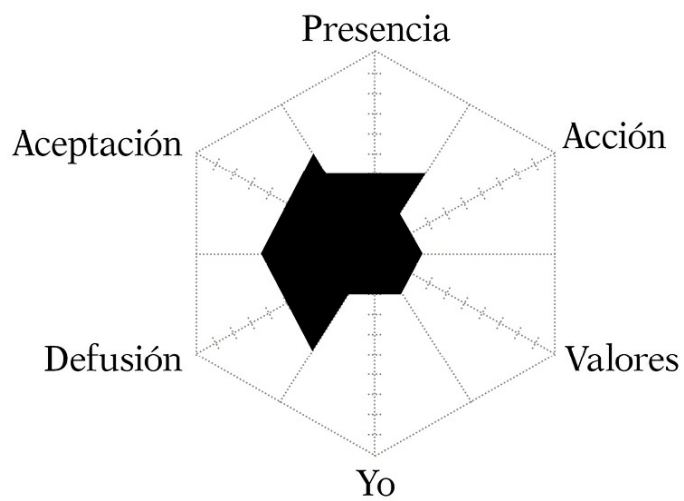 Presencia
Acción
Aceptación
Defusión
Valores
Yo